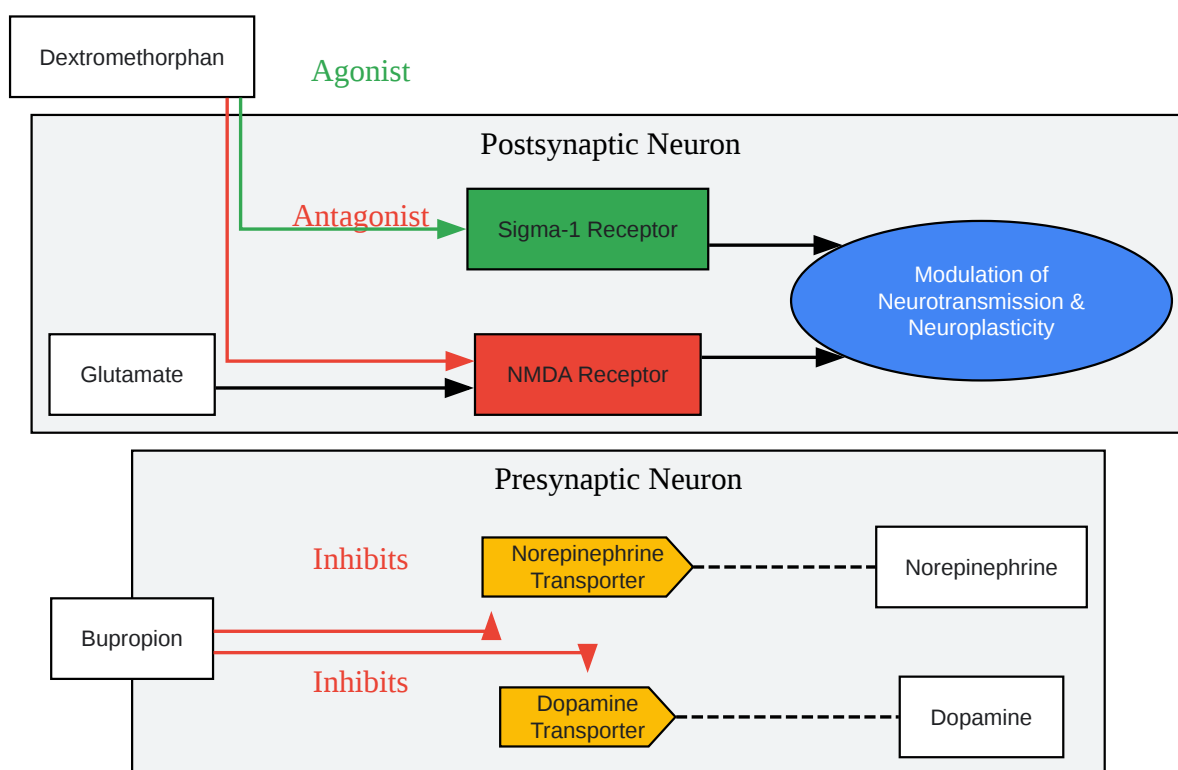 Dextromethorphan
Agonist
Postsynaptic Neuron
Antagonist
Sigma-1 Receptor
Modulation of
Neurotransmission &
Neuroplasticity
Glutamate
NMDA Receptor
Presynaptic Neuron
Inhibits
Norepinephrine
Transporter
Norepinephrine
Bupropion
Inhibits
Dopamine
Transporter
Dopamine